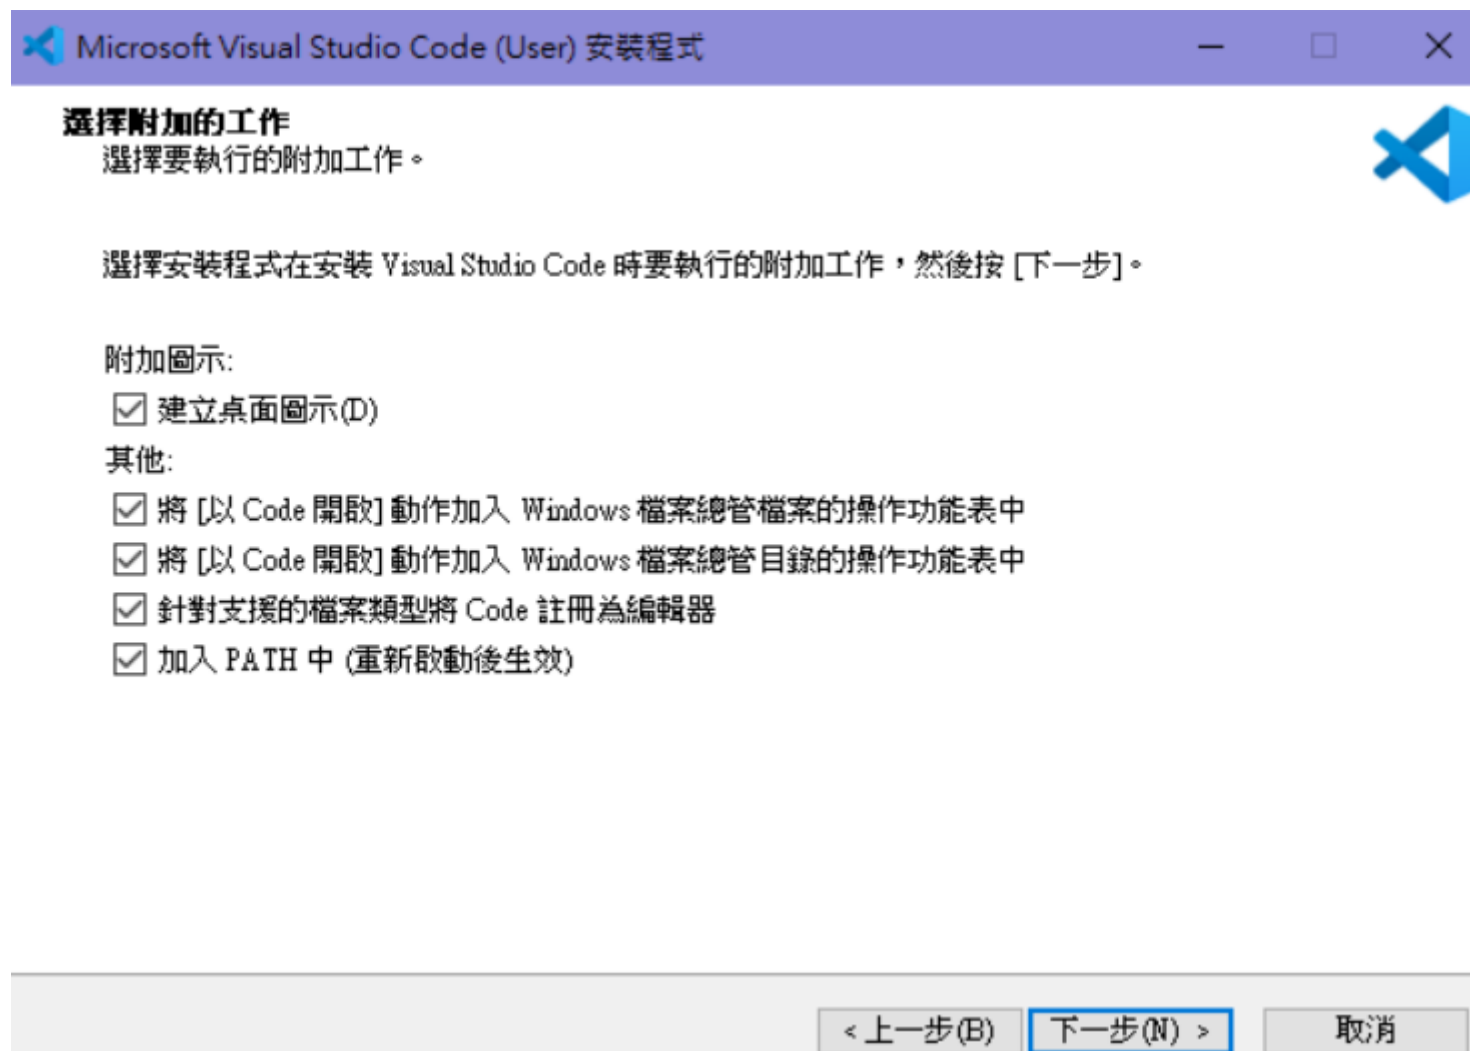 Microsoft Visual Studio Code (User) 安裝程式
選擇附加的工作
選擇要執行的附加工作。
選擇安裝程式在安裝 Visual Studio Code 時要執行的附加工作，然後按 [下一步]。
附加圖示:
建立桌面圖示(D)
其他:
將 [以 Code 開啟] 動作加入 Windows 檔案總管檔案的操作功能表中
將 [以 Code 開啟] 動作加入 Windows 檔案總管目錄的操作功能表中
針對支援的檔案類型將 Code 註冊為編輯器
加入 PATH 中 (重新啟動後生效)
< 上一步(B) 下一步(N) > 取消